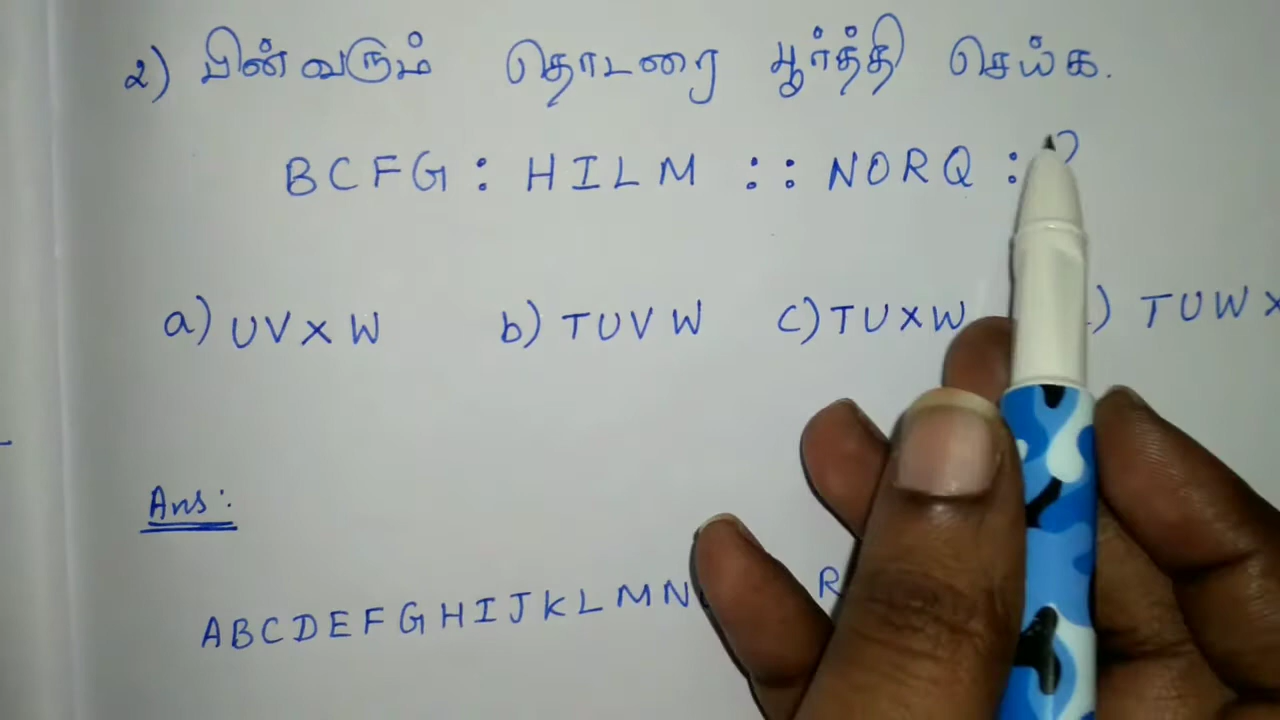 2) பின்வரும் தொடரை பூர்த்தி செய்க.
BCFG : HILM :: NORQ : ?
a) UVXW b) TUVW c) TUXW ) TUWX
Ans :
ABCDEFGHIJKLMN R